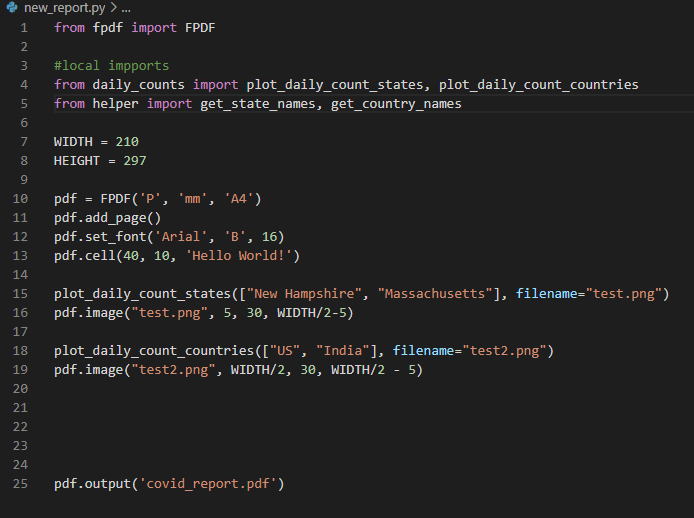 new_report.py > ...
1 from fpdf import FPDF
2
3 #local impports
4 from daily_counts import plot_daily_count_states, plot_daily_count_countries
5 from helper import get_state_names, get_country_names
6
7 WIDTH = 210
8 HEIGHT = 297
9
10 pdf = FPDF('P', 'mm', 'A4')
11 pdf.add_page()
12 pdf.set_font('Arial', 'B', 16)
13 pdf.cell(40, 10, 'Hello World!')
14
15 plot_daily_count_states(["New Hampshire", "Massachusetts"], filename="test.png")
16 pdf.image("test.png", 5, 30, WIDTH/2-5)
17
18 plot_daily_count_countries(["US", "India"], filename="test2.png")
19 pdf.image("test2.png", WIDTH/2, 30, WIDTH/2 - 5)
20
21
22
23
24
25 pdf.output('covid_report.pdf')